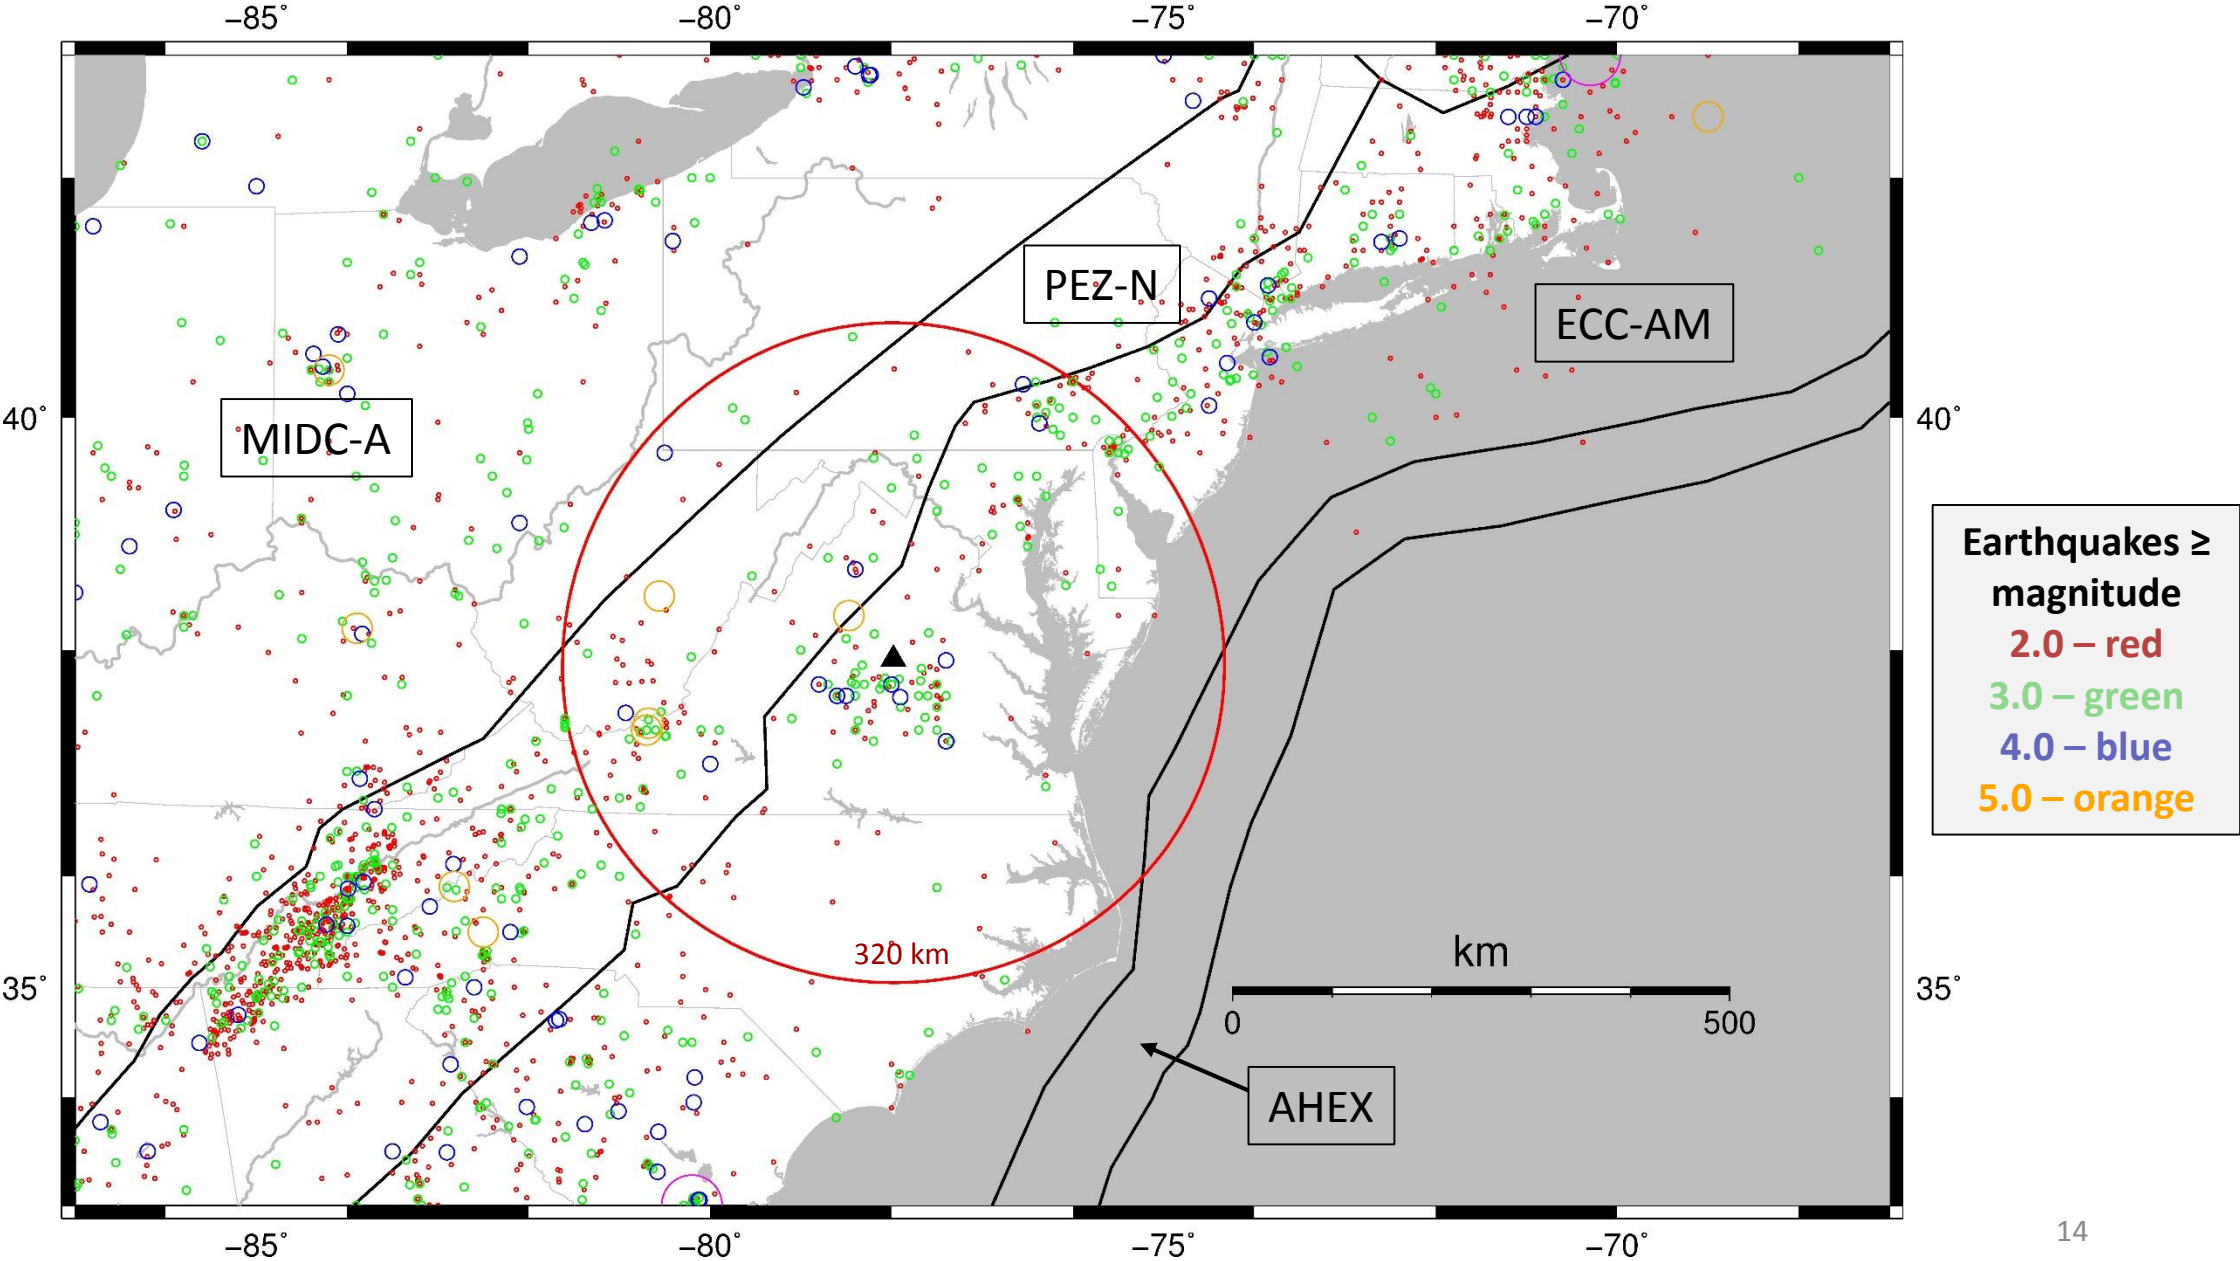 −85° −80° −75° −70°
PEZ-N
ECC-AM
40° 40°
MIDC-A
Earthquakes ≥
magnitude
2.0 – red
3.0 – green
4.0 – blue
5.0 – orange
320 km
km
35° 35°
0 500
AHEX
−85° −80° −75° −70°
14